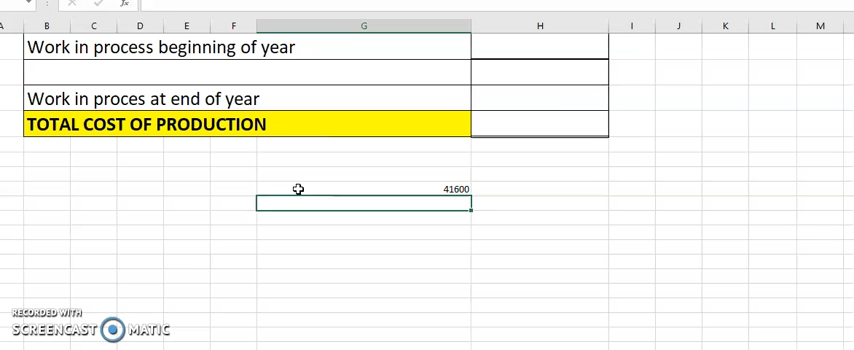 fx
A B C D E F G H I J K L M
Work in process beginning of year
Work in proces at end of year
TOTAL COST OF PRODUCTION
41600
RECORDED WITH
SCREENCAST MATIC